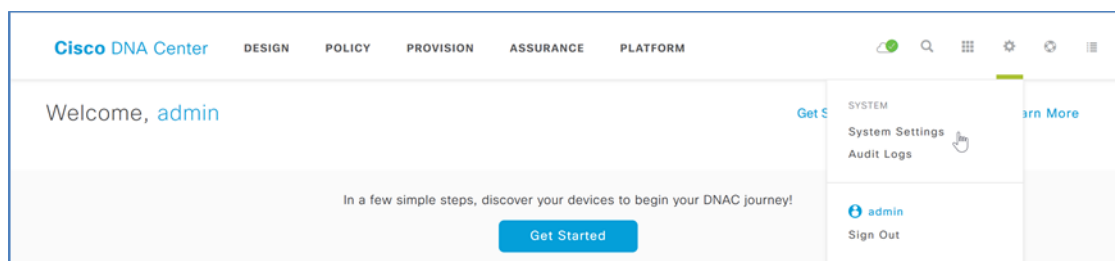 Cisco DNA Center DESIGN POLICY PROVISION ASSURANCE PLATFORM
Welcome, admin
Get S
arn More
SYSTEM
System Settings
Audit Logs
In a few simple steps, discover your devices to begin your DNAC journey!
Get Started
admin
Sign Out